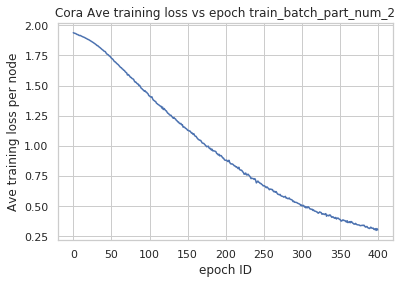 Cora Ave training loss vs epoch train_batch_part_num_2
Ave training loss per node
2.00
1.75
1.50
1.25
1.00
0.75
0.50
0.25
0 50 100 150 200 250 300 350 400
epoch ID